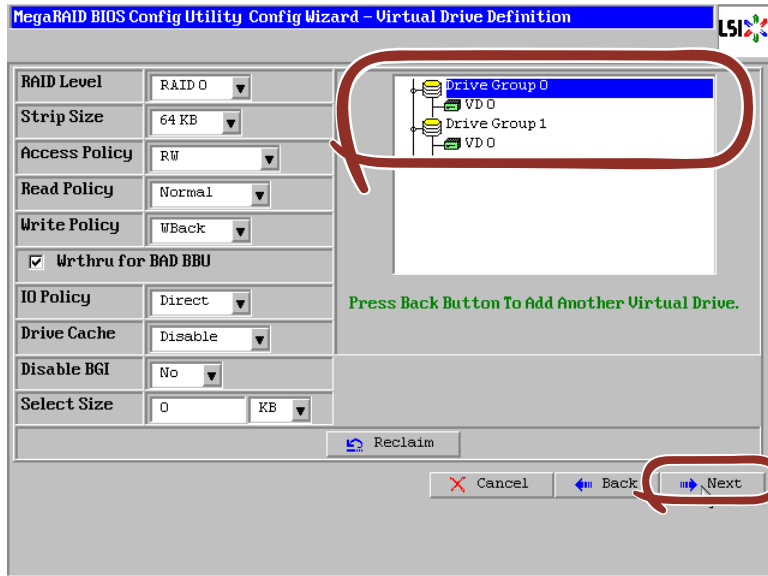 MegaRAID BIOS Config Utility Config Wizard – Virtual Drive Definition
LSI
RAID Level RAID 0
Strip Size 64 KB
Access Policy RW
Read Policy Normal
Write Policy WBack
Wrthru for BAD BBU
IO Policy Direct
Drive Cache Disable
Disable BGI No
Select Size 0 KB
Drive Group 0
VD 0
Drive Group 1
VD 0
Press Back Button To Add Another Virtual Drive.
Reclaim
Cancel Back Next